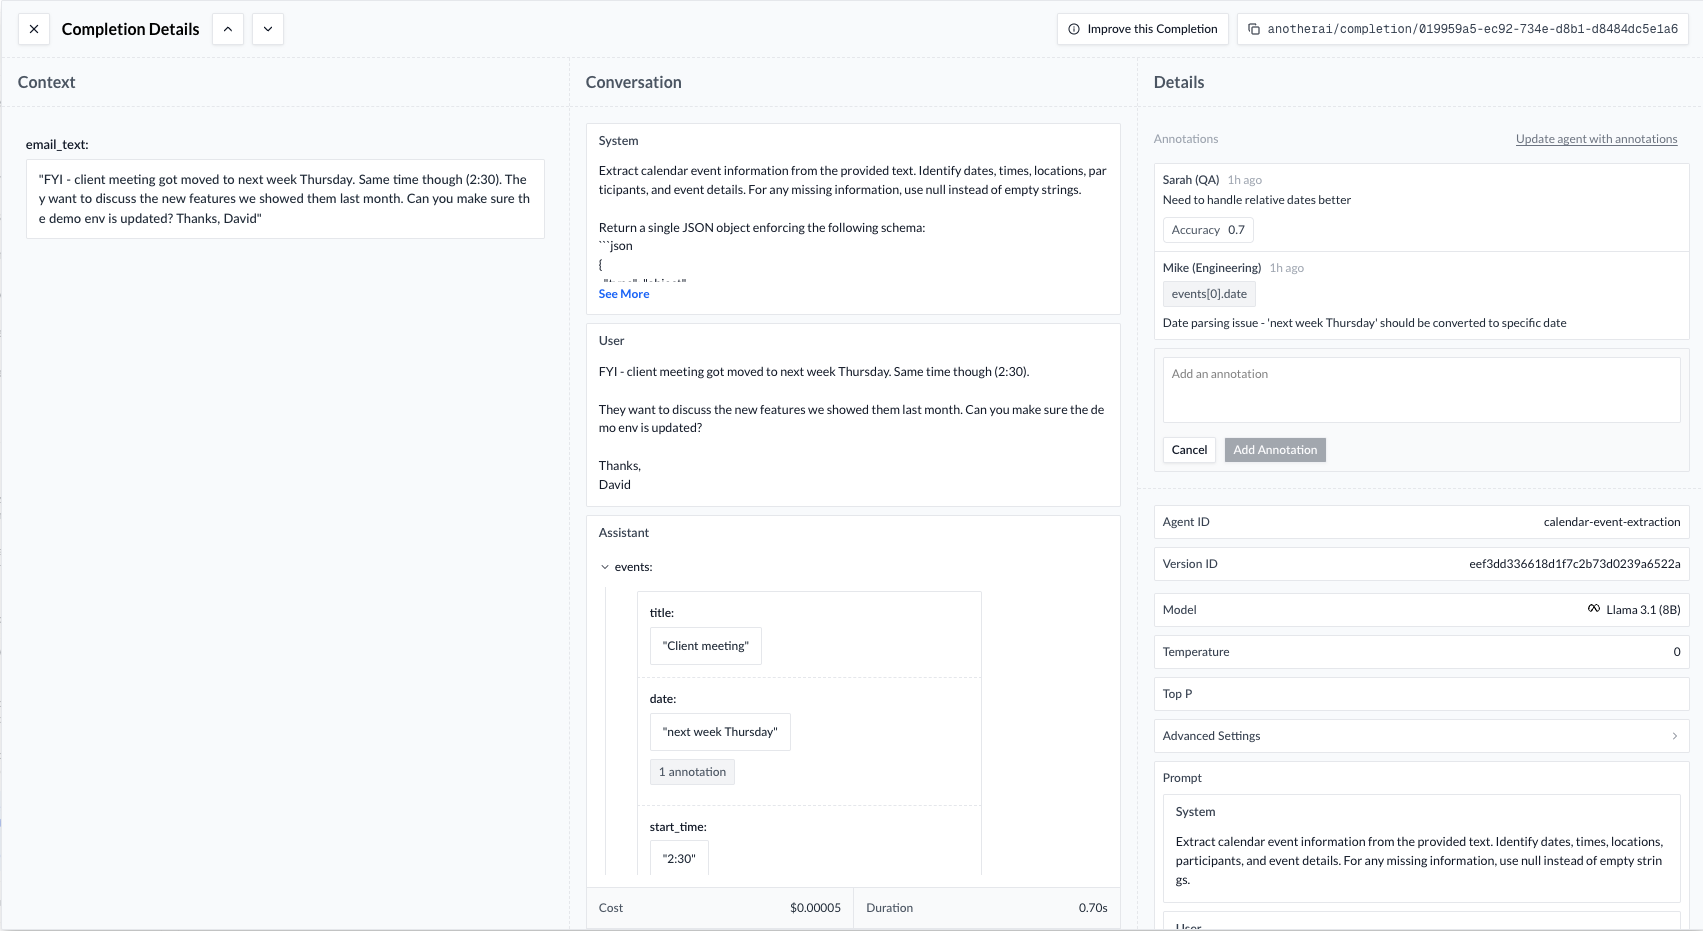 Completion Details
Improve this Completion
anotherai/completion/019959a5-ec92-734e-d8b1-d8484dc5e1a6
Context
email_text:
"FYI - client meeting got moved to next week Thursday. Same time though (2:30). The
y want to discuss the new features we showed them last month. Can you make sure th
e demo env is updated? Thanks, David"
Conversation
System
Extract calendar event information from the provided text. Identify dates, times, locations, par
ticipants, and event details. For any missing information, use null instead of empty strings.
Return a single JSON object enforcing the following schema:
```json
{
"type": "object"
See More
User
FYI - client meeting got moved to next week Thursday. Same time though (2:30).
They want to discuss the new features we showed them last month. Can you make sure the de
mo env is updated?
Thanks,
David
Assistant
events:
title:
"Client meeting"
date:
"next week Thursday"
1 annotation
start_time:
"2:30"
Cost $0.00005
Duration 0.70s
Details
Annotations
Update agent with annotations
Sarah (QA) 1h ago
Need to handle relative dates better
Accuracy 0.7
Mike (Engineering) 1h ago
events[0].date
Date parsing issue - 'next week Thursday' should be converted to specific date
Add an annotation
Cancel
Add Annotation
Agent ID calendar-event-extraction
Version ID eef3dd336618d1f7c2b73d0239a6522a
Model Llama 3.1 (8B)
Temperature 0
Top P
Advanced Settings
Prompt
System
Extract calendar event information from the provided text. Identify dates, times, locations,
participants, and event details. For any missing information, use null instead of empty strin
gs.
User